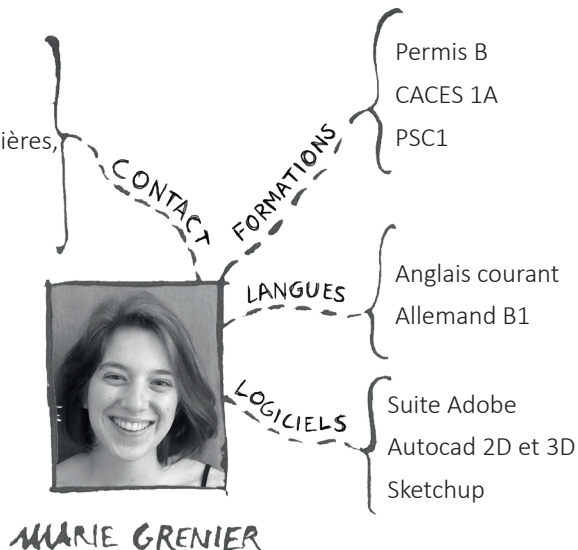 Permis B
CACES 1A
PSC1
ières,
CONTACT
FORMATIONS
LANGUES
Anglais courant
Allemand B1
LOGICIELS
Suite Adobe
Autocad 2D et 3D
Sketchup
MARIE GRENIER